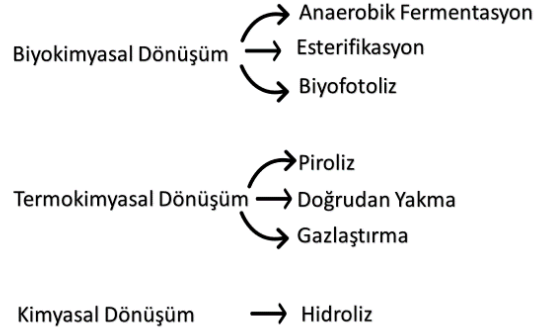 Anaerobik Fermentasyon
Biyokimyasal Dönüşüm
Esterifikasyon
Biyofotoliz
Piroliz
Termokimyasal Dönüşüm
Doğrudan Yakma
Gazlaştırma
Kimyasal Dönüşüm
Hidroliz